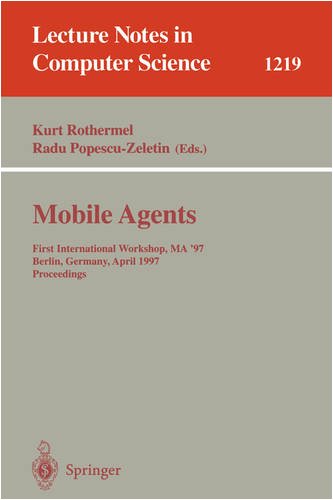 Lecture Notes in
Computer Science 1219
Kurt Rothermel
Radu Popescu-Zeletin (Eds.)
Mobile Agents
First International Workshop, MA '97
Berlin, Germany, April 1997
Proceedings
Springer